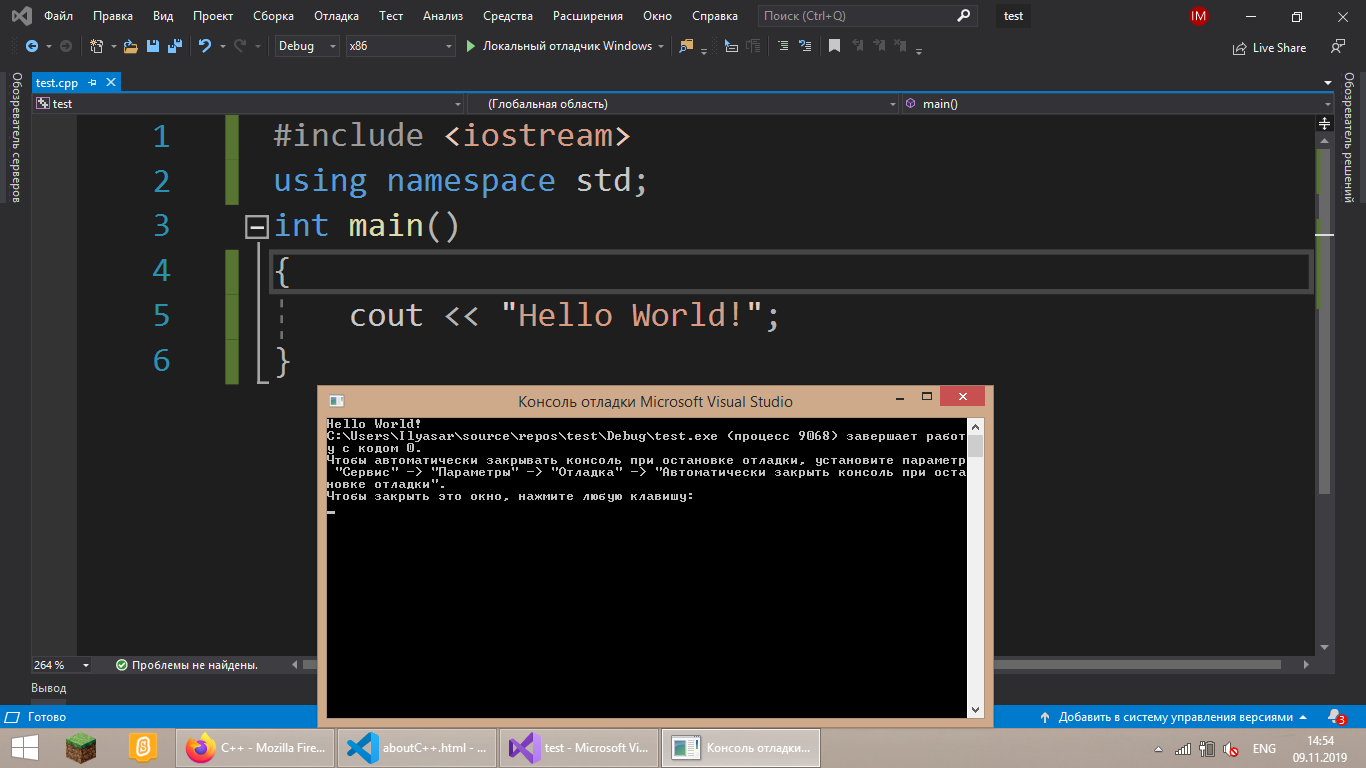 Файл Правка Вид Проект Сборка Отладка Тест Анализ Средства Расширения Окно Справка Поиск (Ctrl+Q) test IM
Debug x86 Локальный отладчик Windows Live Share
Обозреватель серверов
Обозреватель решений
test.cpp
test (Глобальная область) main()
1 #include <iostream>
2 using namespace std;
3 int main()
4 {
5 cout << "Hello World!";
6 }
Консоль отладки Microsoft Visual Studio
Hello World!
C:\Users\Ilyasar\source\repos\test\Debug\test.exe (процесс 9068) завершает работ
у с кодом 0.
Чтобы автоматически закрывать консоль при остановке отладки, установите параметр
"Сервис" -> "Параметры" -> "Отладка" -> "Автоматически закрыть консоль при оста
новке отладки".
Чтобы закрыть это окно, нажмите любую клавишу:
264 % Проблемы не найдены.
Вывод
Готово Добавить в систему управления версиями 3
C++ - Mozilla Fire... aboutC++.html - ... test - Microsoft Vi... Консоль отладки... ENG 14:54
09.11.2019